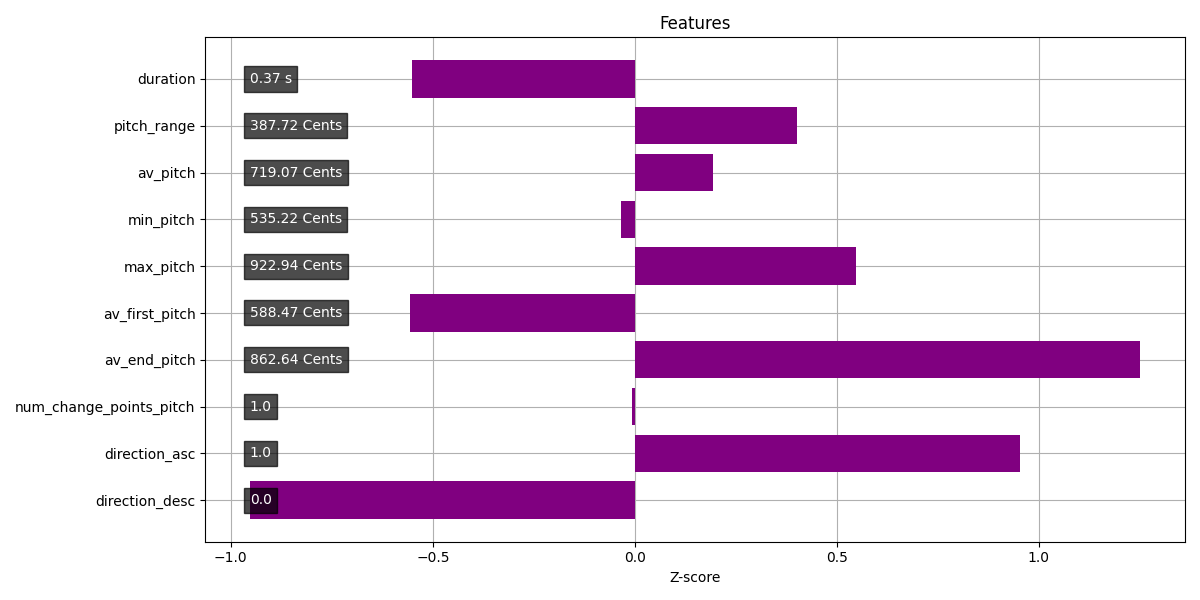 Features
duration 0.37 s
pitch_range 387.72 Cents
av_pitch 719.07 Cents
min_pitch 535.22 Cents
max_pitch 922.94 Cents
av_first_pitch 588.47 Cents
av_end_pitch 862.64 Cents
num_change_points_pitch 1.0
direction_asc 1.0
direction_desc 0.0
−1.0 −0.5 0.0 0.5 1.0
Z-score